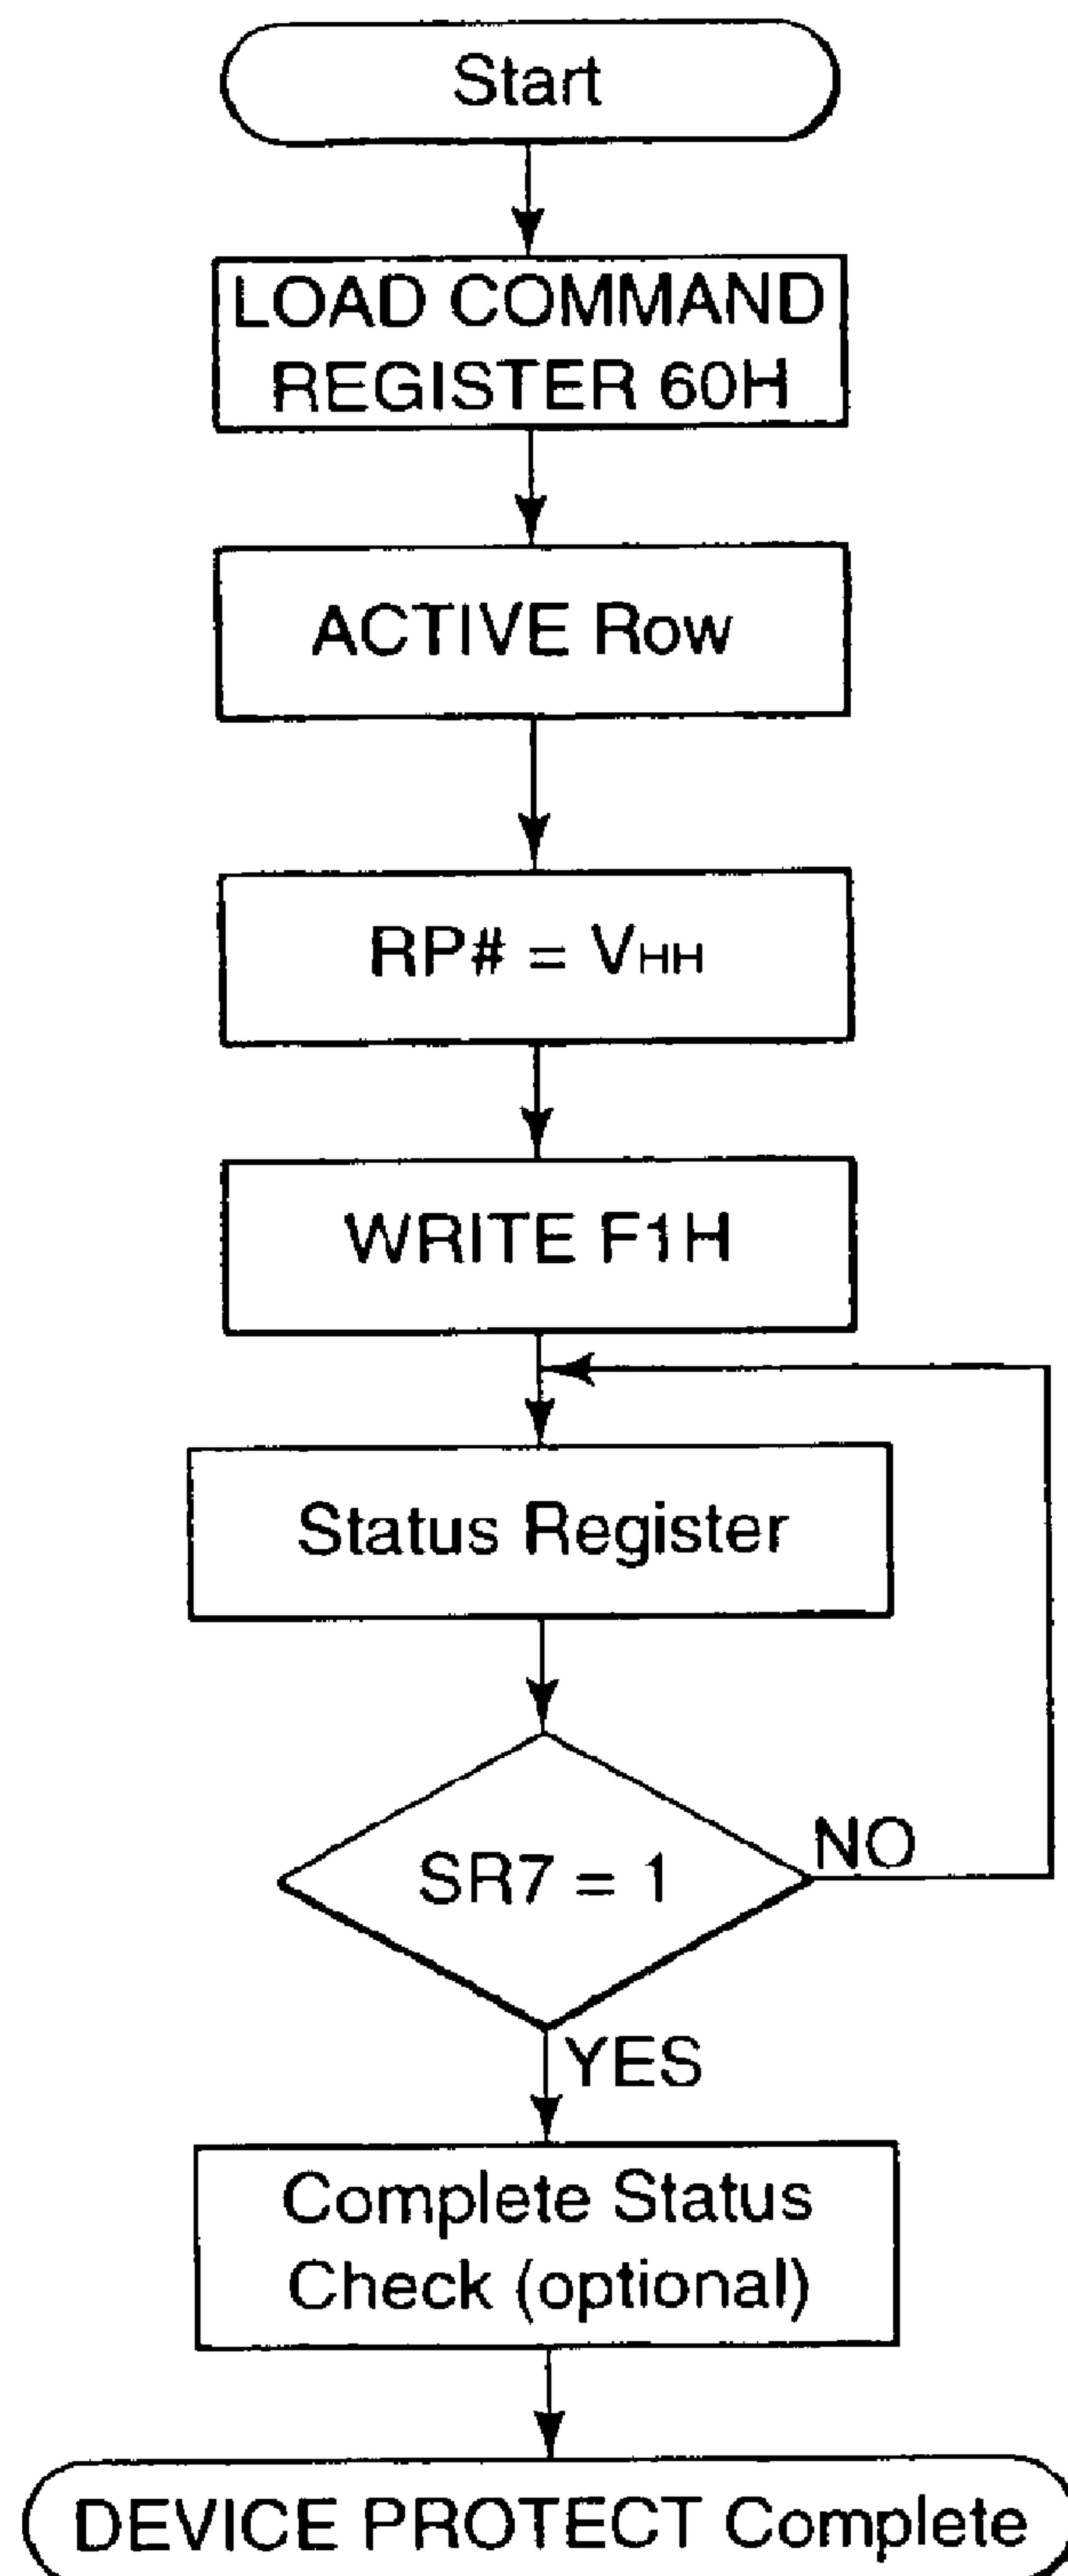 Start
LOAD COMMAND
REGISTER 60H
ACTIVE Row
RP# = VHH
WRITE F1H
Status Register
SR7 = 1
NO
YES
Complete Status
Check (optional)
DEVICE PROTECT Complete